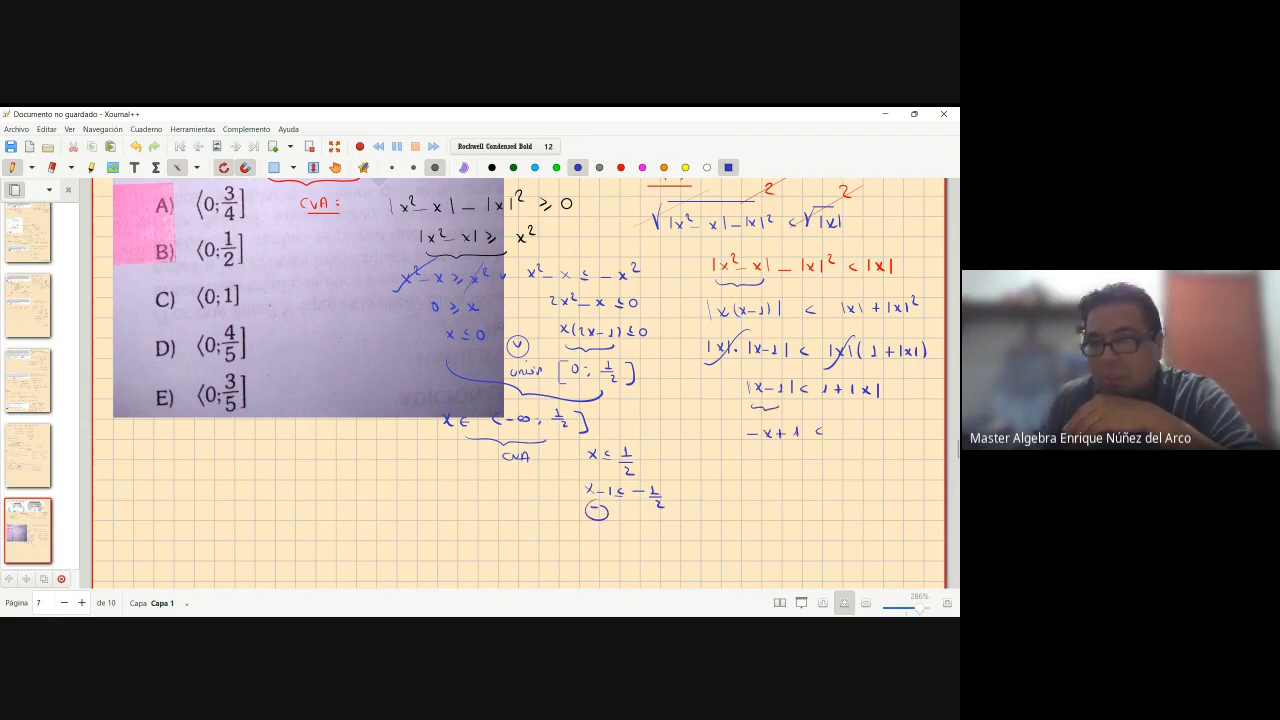 Documento no guardado - Xournal++
Archivo Editar Ver Navegación Cuaderno Herramientas Complemento Ayuda
Rockwell Condensed Bold 12
A) ⟨0; 3/4]
B) ⟨0; 1/2]
C) ⟨0; 1]
D) ⟨0; 4/5]
E) ⟨0; 3/5]
CVA:
|x² - x| - |x|² ≥ 0
|x² - x| ≥ x²
x² - x ≥ x² ∨ x² - x ≤ - x²
0 ≥ x
2x² - x ≤ 0
x ≤ 0
x(2x-1) ≤ 0
∨
unión [0; 1/2]
x ∈ ⟨-∞; 1/2]
CVA
x ≤ 1/2
x-1 ≤ - 1/2
(-)
√|x² - x| - |x|² ² < √|x| ²
|x² - x| - |x|² < |x|
|x(x-1)| < |x| + |x|²
|x|. |x-1| < |x|(1+|x|)
|x-1| < 1+|x|
-x+1 <
Master Algebra Enrique Núñez del Arco
Página 7 de 10 Capa Capa 1
286%